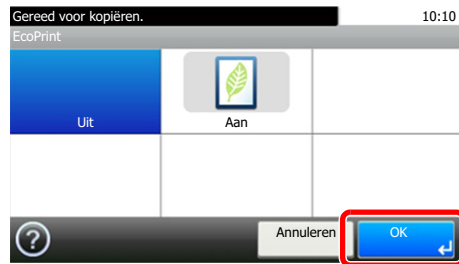 Gereed voor kopiëren. 10:10
EcoPrint
Uit Aan
? Annuleren OK